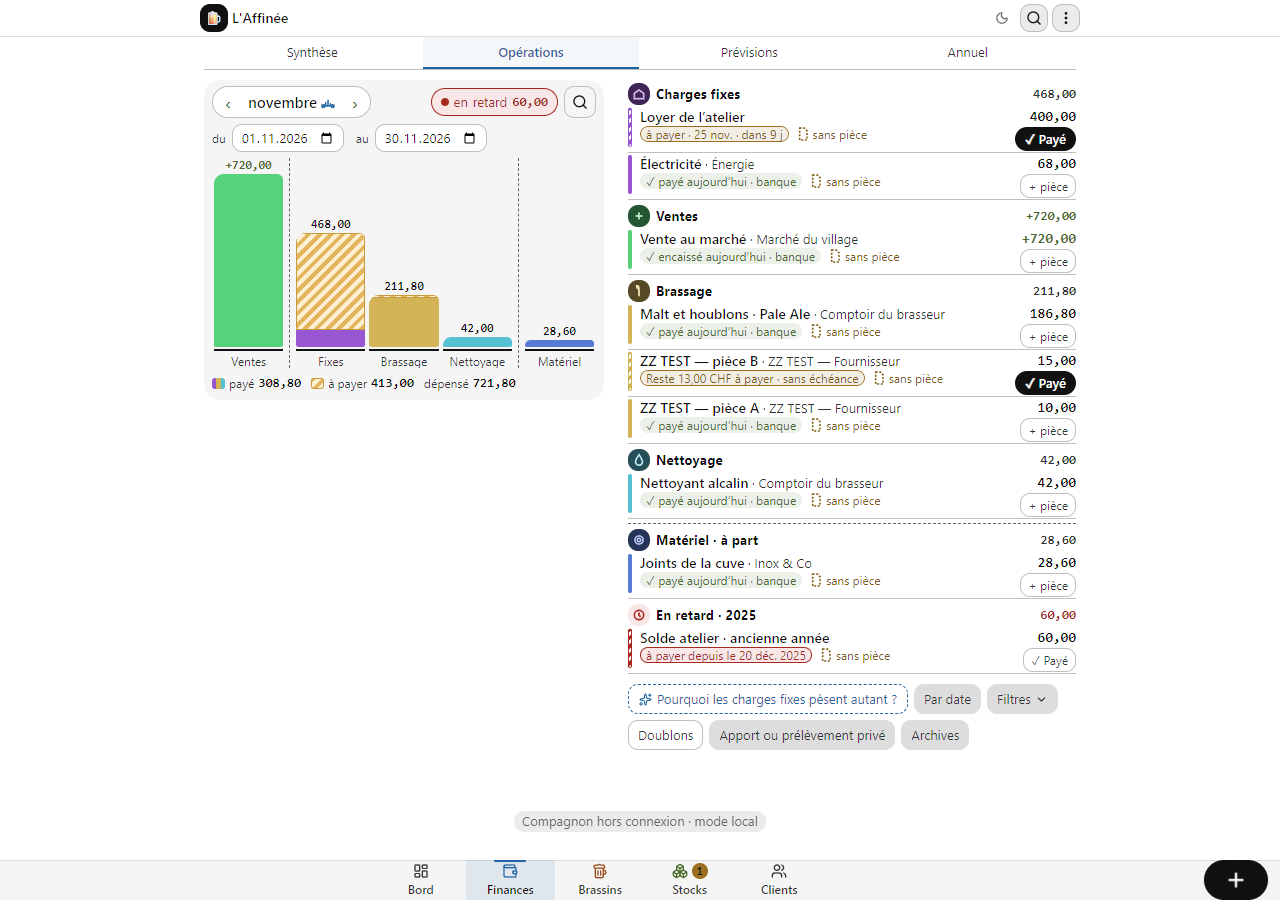 L'Affinée
Synthèse
Opérations
Prévisions
Annuel
‹ novembre ›
en retard 60,00
du 01.11.2026 au 30.11.2026
+720,00
468,00
211,80
42,00
28,60
Ventes
Fixes
Brassage
Nettoyage
Matériel
payé 308,80 à payer 413,00 dépensé 721,80
Charges fixes 468,00
Loyer de l’atelier 400,00
à payer · 25 nov. · dans 9 j sans pièce ✓ Payé
Électricité · Énergie 68,00
✓ payé aujourd’hui · banque sans pièce + pièce
Ventes +720,00
Vente au marché · Marché du village +720,00
✓ encaissé aujourd’hui · banque sans pièce + pièce
Brassage 211,80
Malt et houblons · Pale Ale · Comptoir du brasseur 186,80
✓ payé aujourd’hui · banque sans pièce + pièce
ZZ TEST — pièce B · ZZ TEST — Fournisseur 15,00
Reste 13,00 CHF à payer · sans échéance sans pièce ✓ Payé
ZZ TEST — pièce A · ZZ TEST — Fournisseur 10,00
✓ payé aujourd’hui · banque sans pièce + pièce
Nettoyage 42,00
Nettoyant alcalin · Comptoir du brasseur 42,00
✓ payé aujourd’hui · banque sans pièce + pièce
Matériel · à part 28,60
Joints de la cuve · Inox & Co 28,60
✓ payé aujourd’hui · banque sans pièce + pièce
En retard · 2025 60,00
Solde atelier · ancienne année 60,00
à payer depuis le 20 déc. 2025 sans pièce ✓ Payé
Pourquoi les charges fixes pèsent autant ? Par date Filtres
Doublons Apport ou prélèvement privé Archives
Compagnon hors connexion · mode local
1
Bord
Finances
Brassins
Stocks
Clients
+